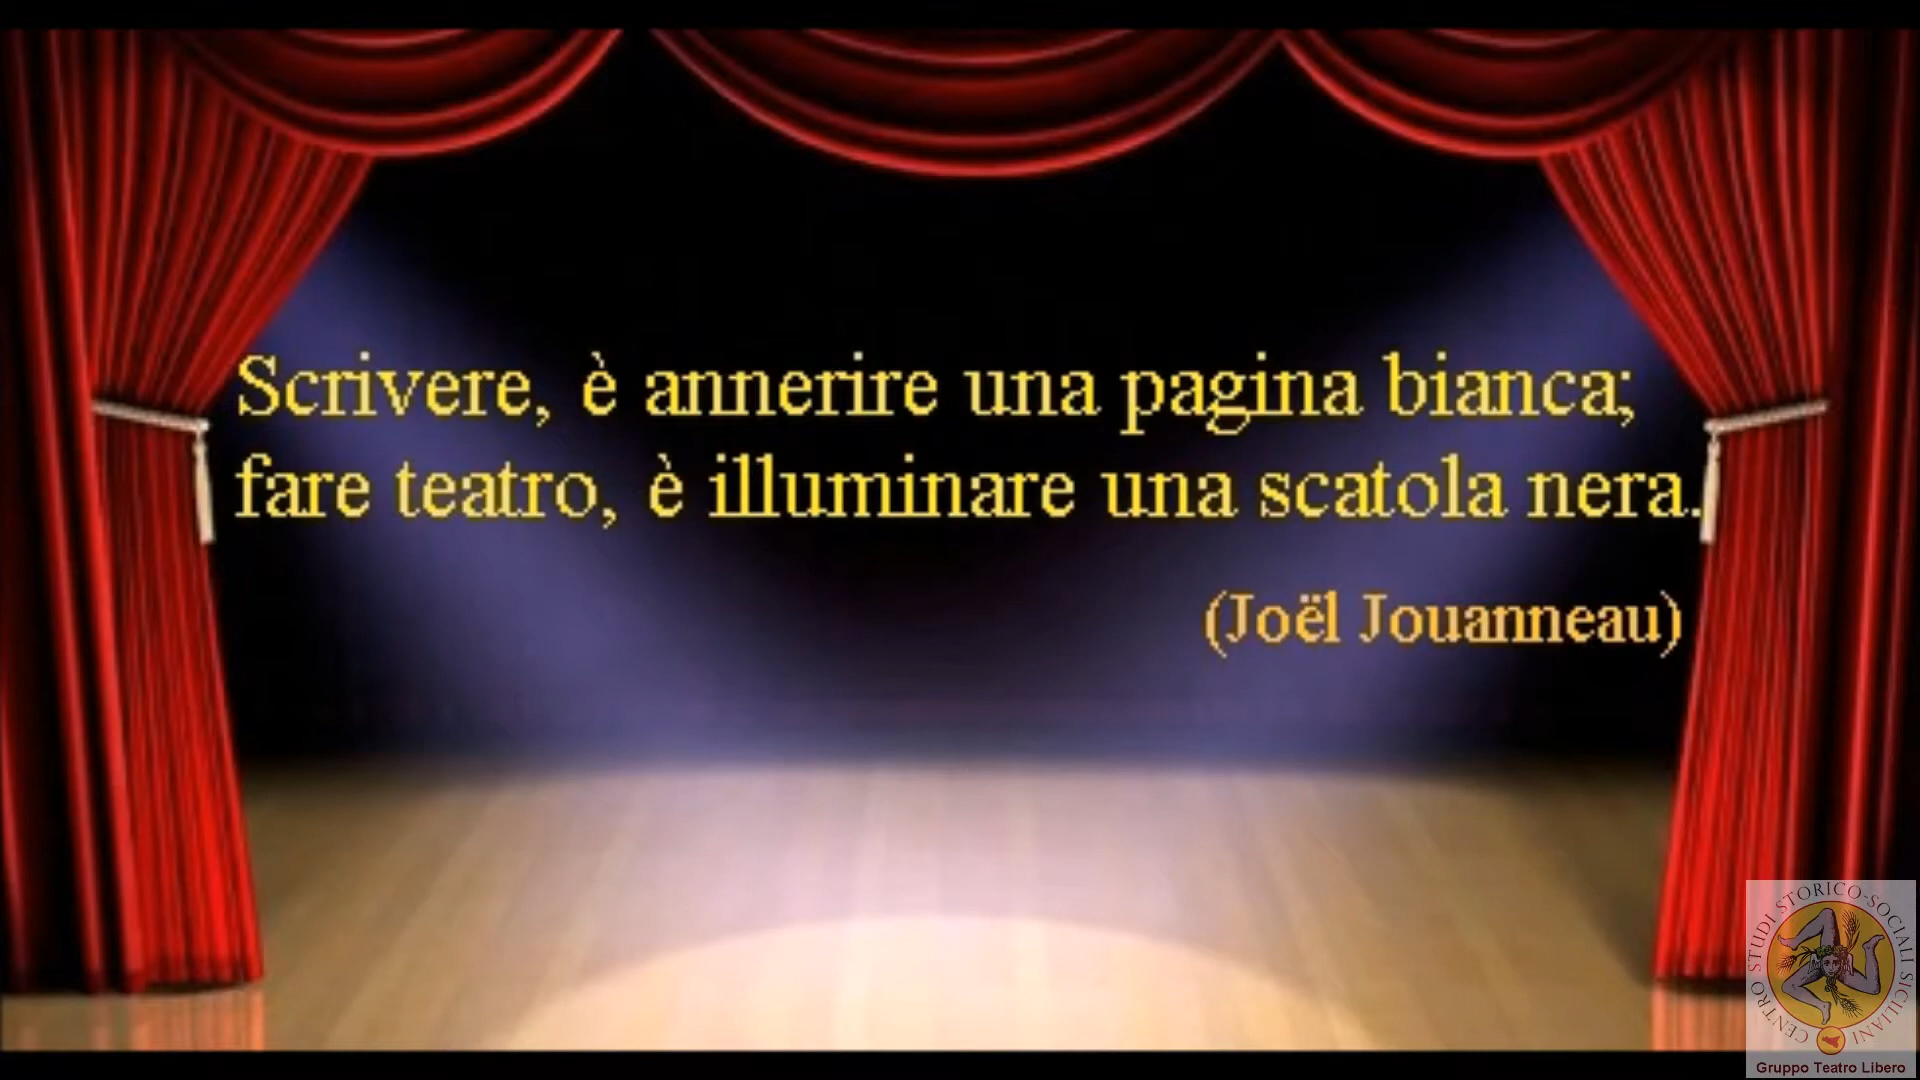 Scrivere, è annerire una pagina bianca;
fare teatro, è illuminare una scatola nera.
(Joël Jouanneau)
CENTRO STUDI STORICO-SOCIALI SICILIANI
Gruppo Teatro Libero